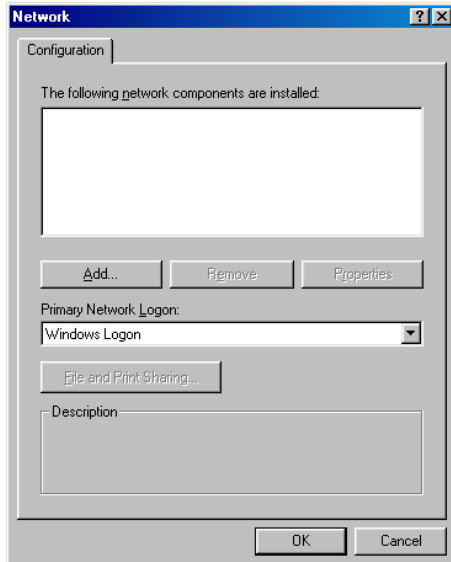 Network
Configuration
The following network components are installed:
Add...
Remove
Properties
Primary Network Logon:
Windows Logon
File and Print Sharing...
Description
OK
Cancel